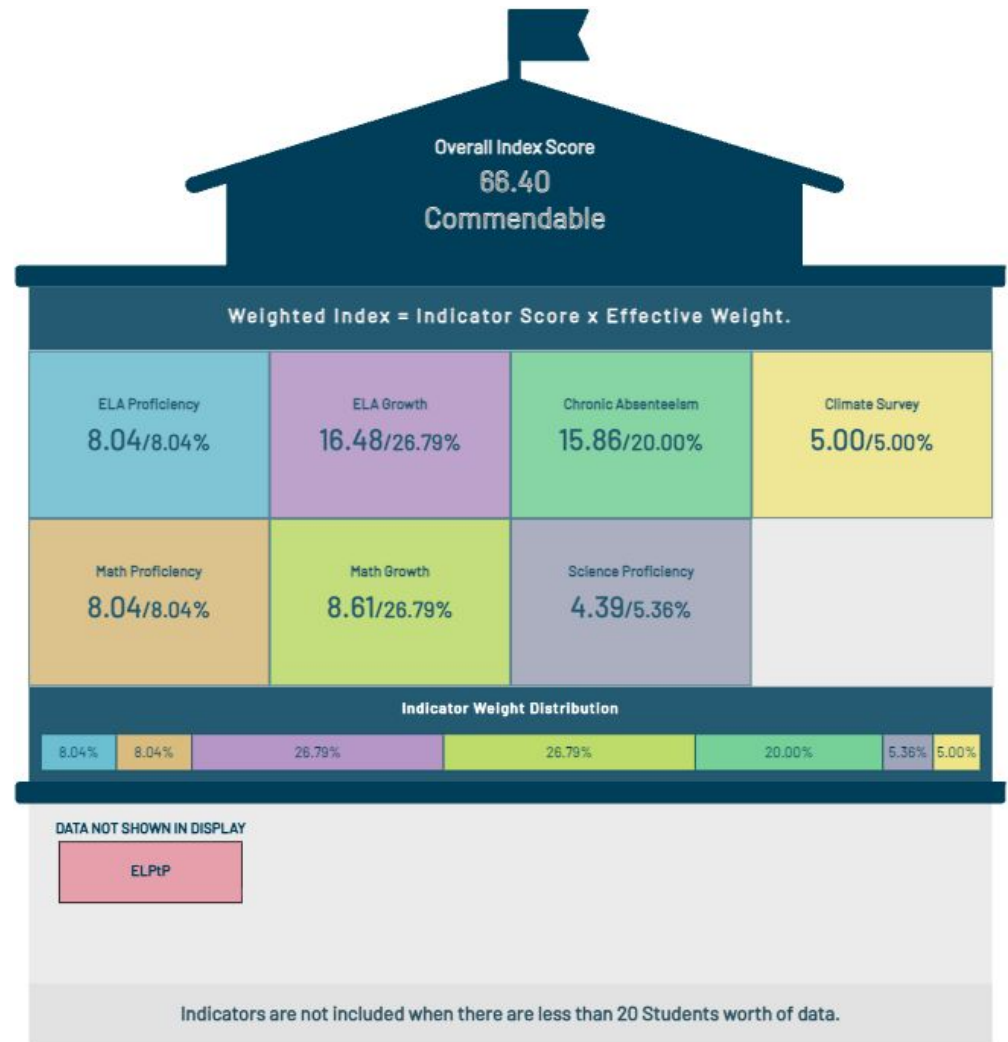 Overall Index Score
66.40
Commendable
Weighted Index = Indicator Score x Effective Weight.
ELA Proficiency
8.04/8.04%
ELA Growth
16.48/26.79%
Chronic Absenteeism
15.86/20.00%
Climate Survey
5.00/5.00%
Math Proficiency
8.04/8.04%
Math Growth
8.61/26.79%
Science Proficiency
4.39/5.36%
Indicator Weight Distribution
8.04% 8.04% 26.79% 26.79% 20.00% 5.36% 5.00%
DATA NOT SHOWN IN DISPLAY
ELPtP
Indicators are not included when there are less than 20 Students worth of data.